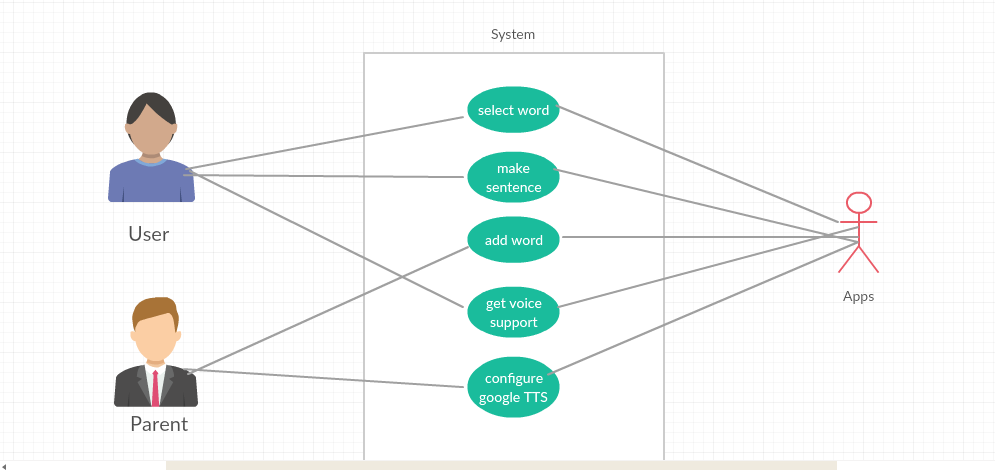 System
select word
make
sentence
User
add word
Apps
get voice
support
configure
google TTS
Parent